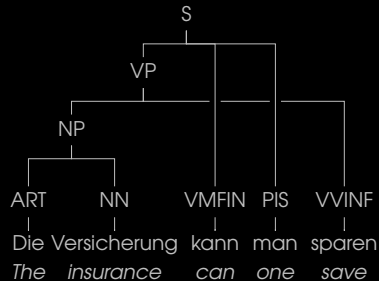 S
VP
NP
ART NN VMFIN PIS VVINF
Die Versicherung kann man sparen
The insurance can one save